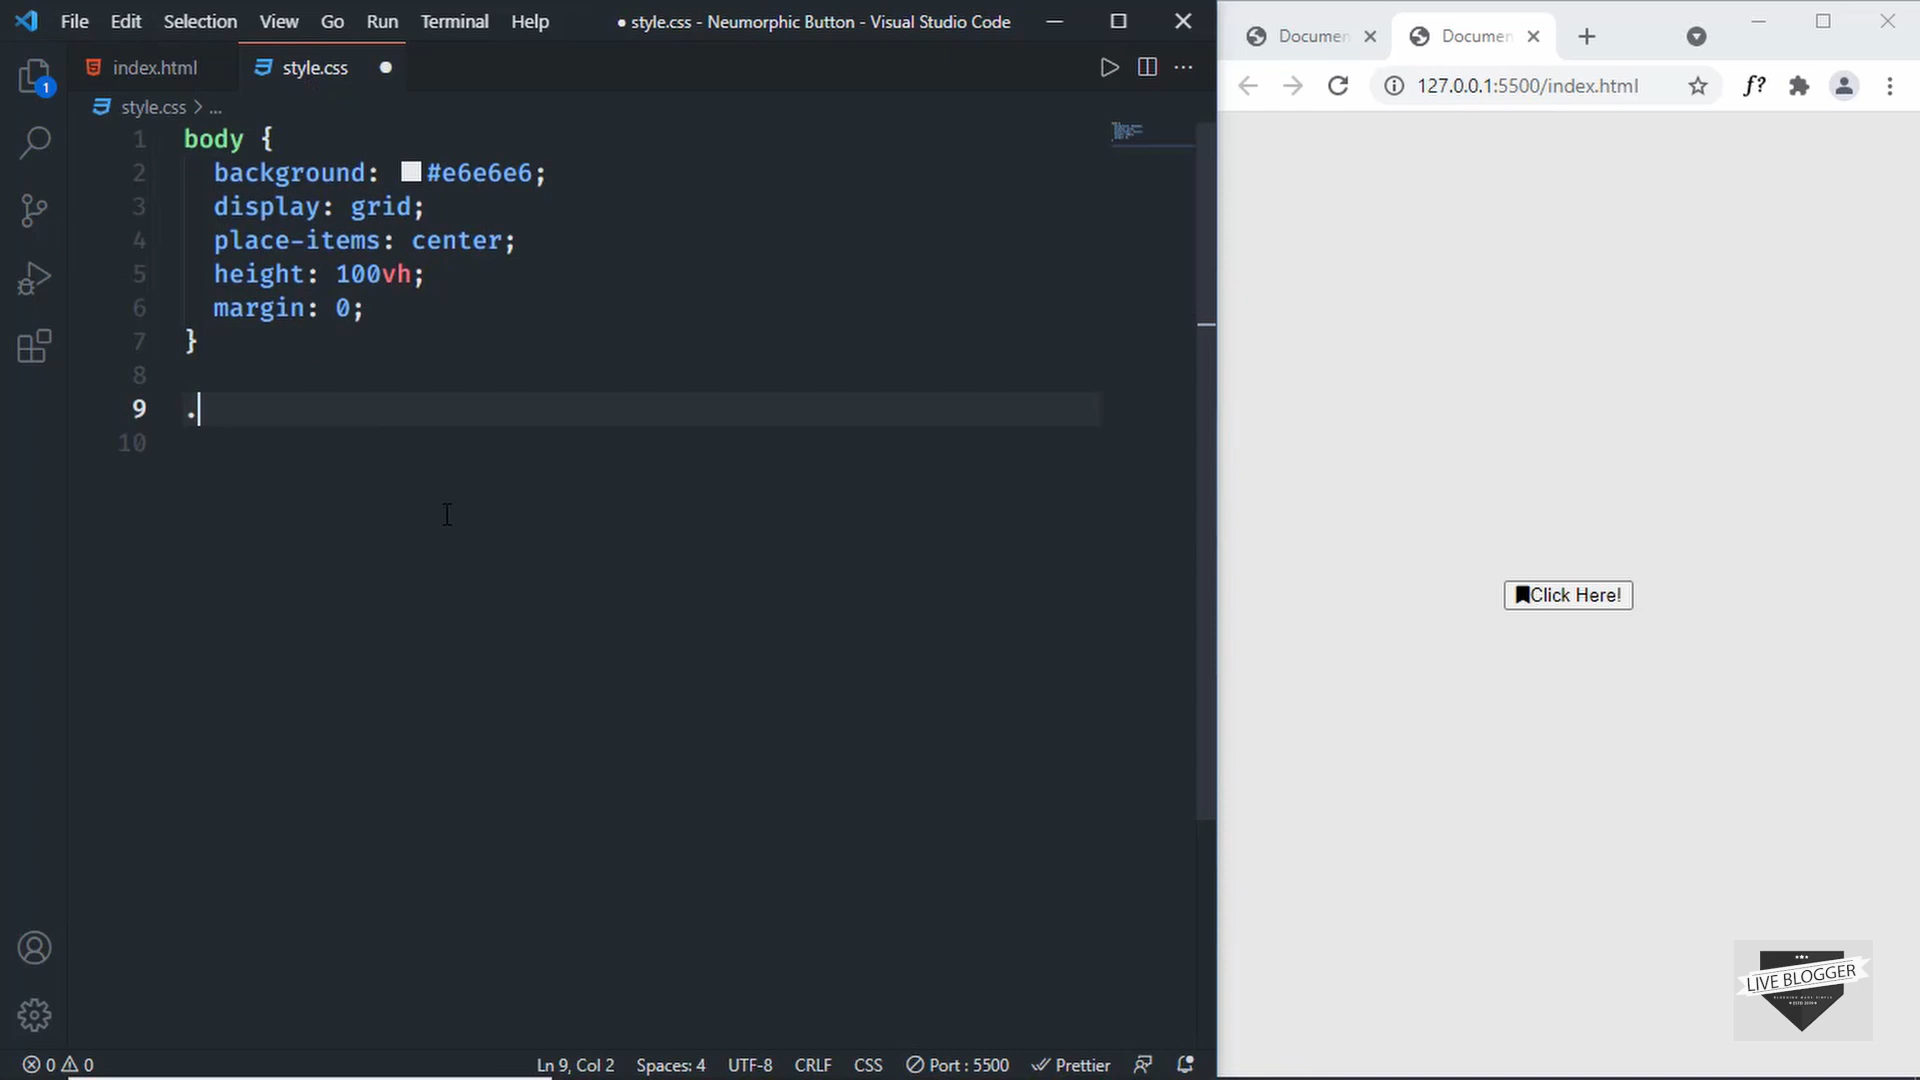 File Edit Selection View Go Run Terminal Help ● style.css - Neumorphic Button - Visual Studio Code
index.html style.css
style.css > ...
1 body {
2 background: #e6e6e6;
3 display: grid;
4 place-items: center;
5 height: 100vh;
6 margin: 0;
7 }
8
9 .
10
1
0 0 Ln 9, Col 2 Spaces: 4 UTF-8 CRLF CSS Port : 5500 Prettier
Documen Documen
127.0.0.1:5500/index.html f?
Click Here!
LIVE BLOGGER